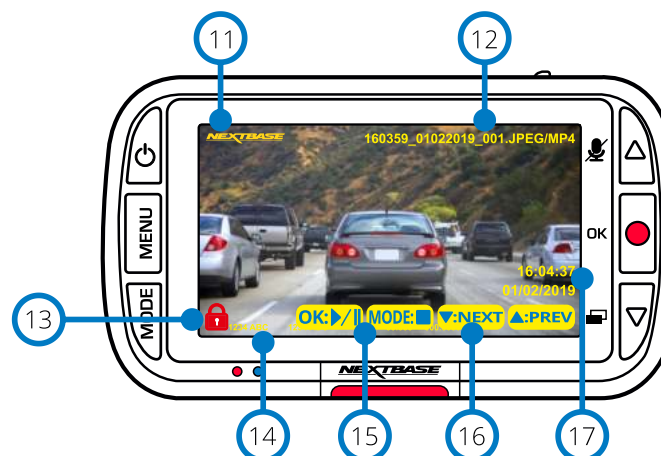 11
12
NEXTBASE
160359_01022019_001.JPEG/MP4
MENU
OK
16:04:37
01/02/2019
MODE
13
OK:▶/II MODE:■ ▼:NEXT ▲:PREV
NEXTBASE
14
15
16
17